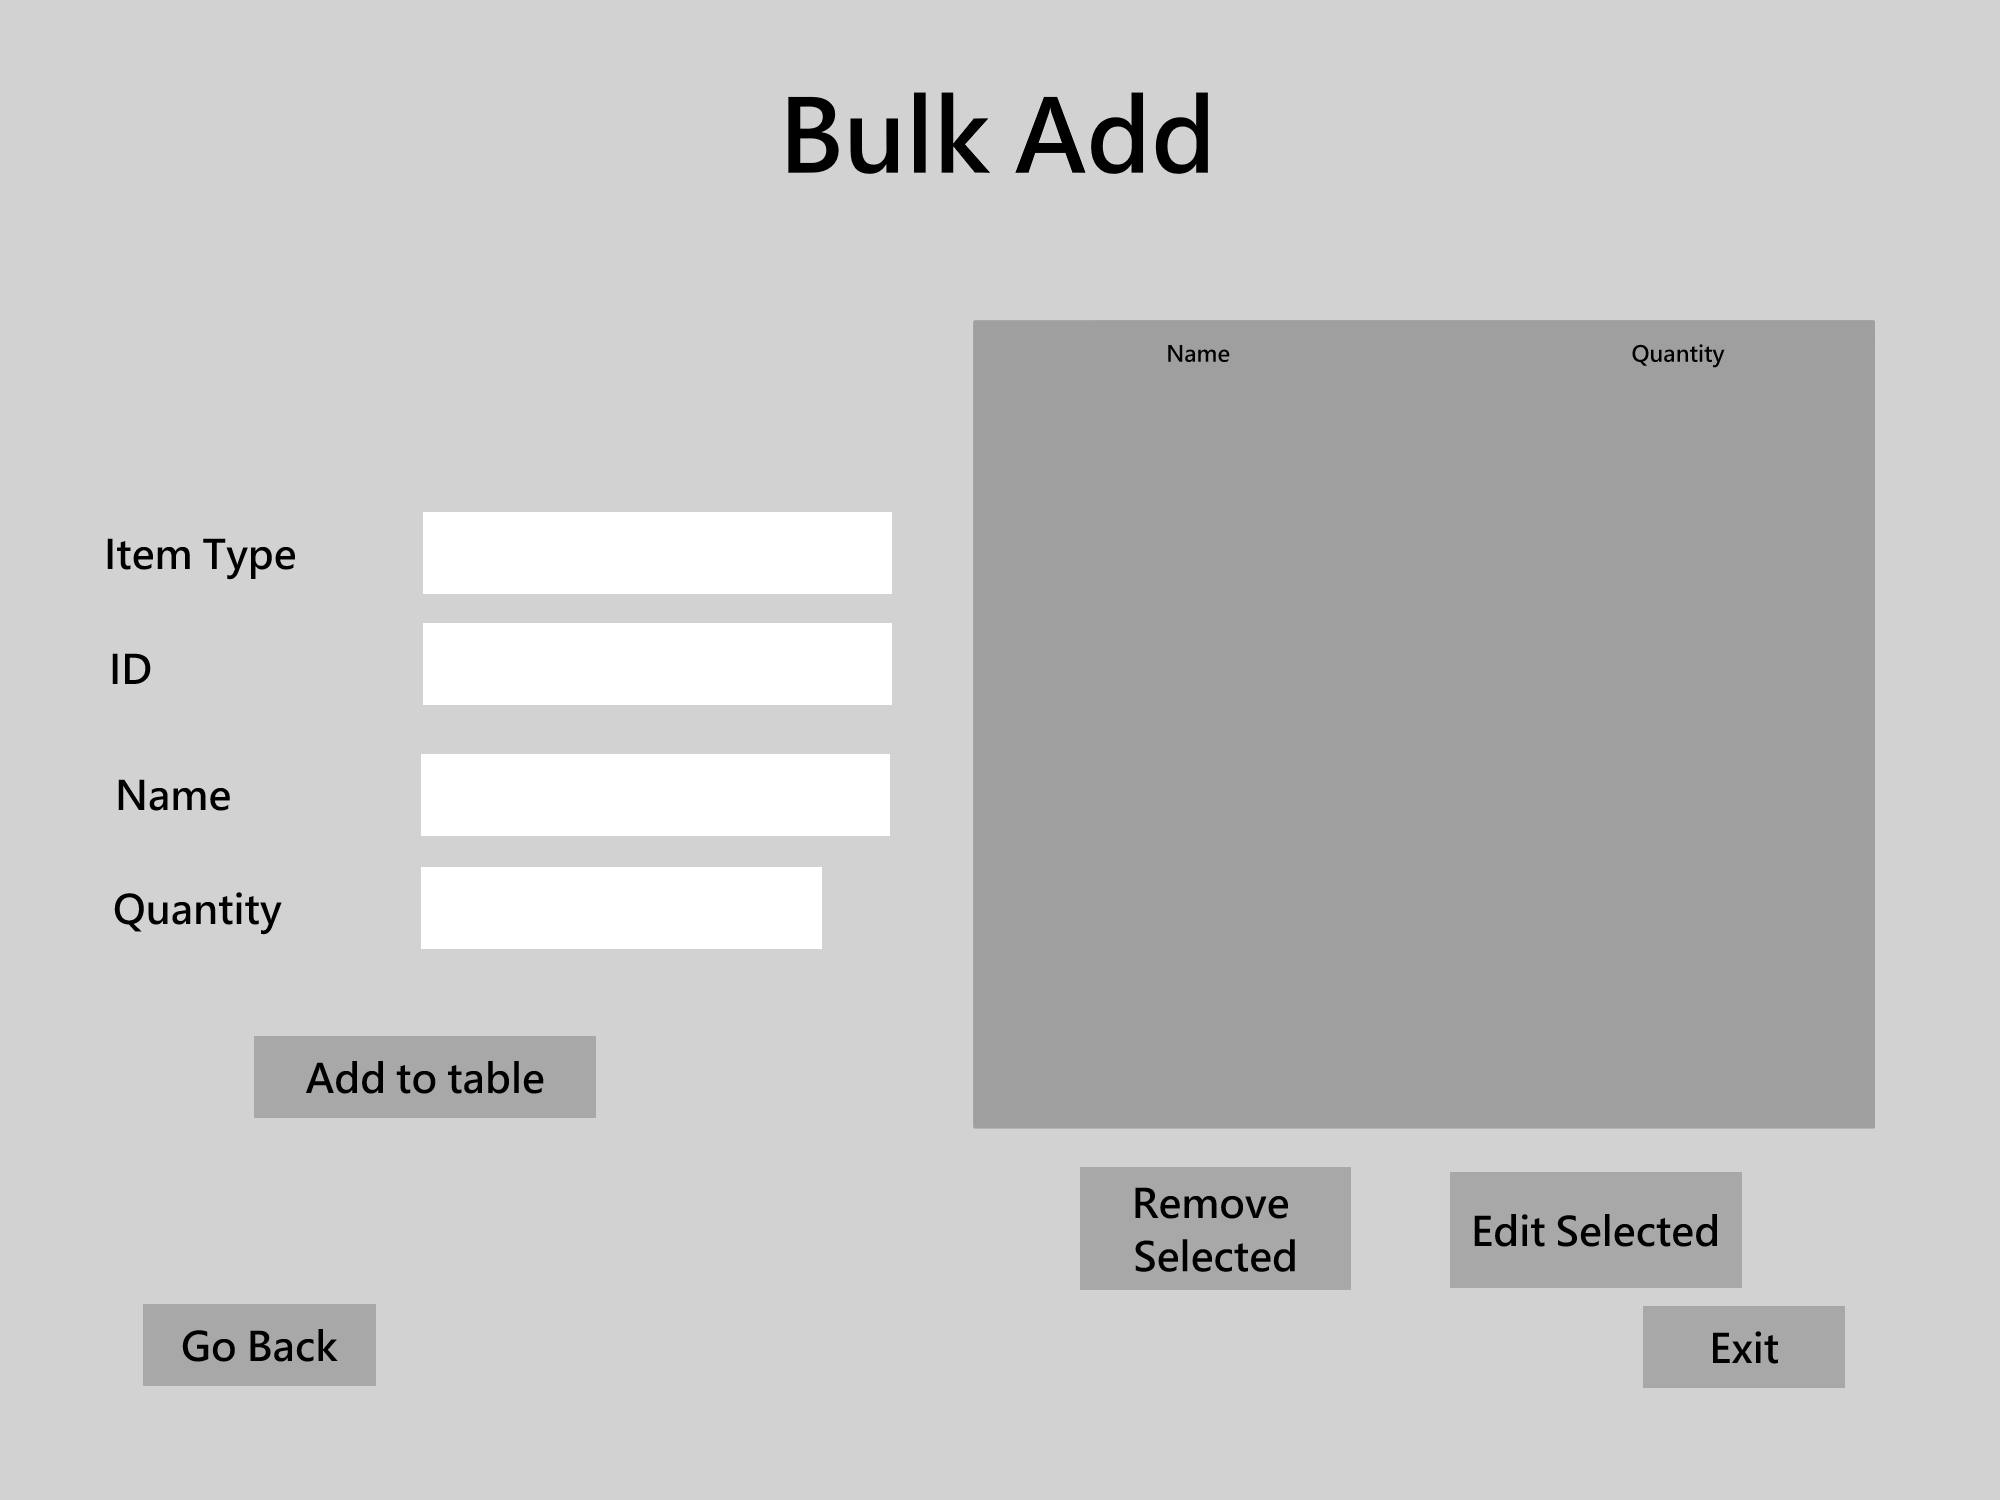 Bulk Add
Name Quantity
Item Type
ID
Name
Quantity
Add to table
Remove
Selected
Edit Selected
Go Back
Exit